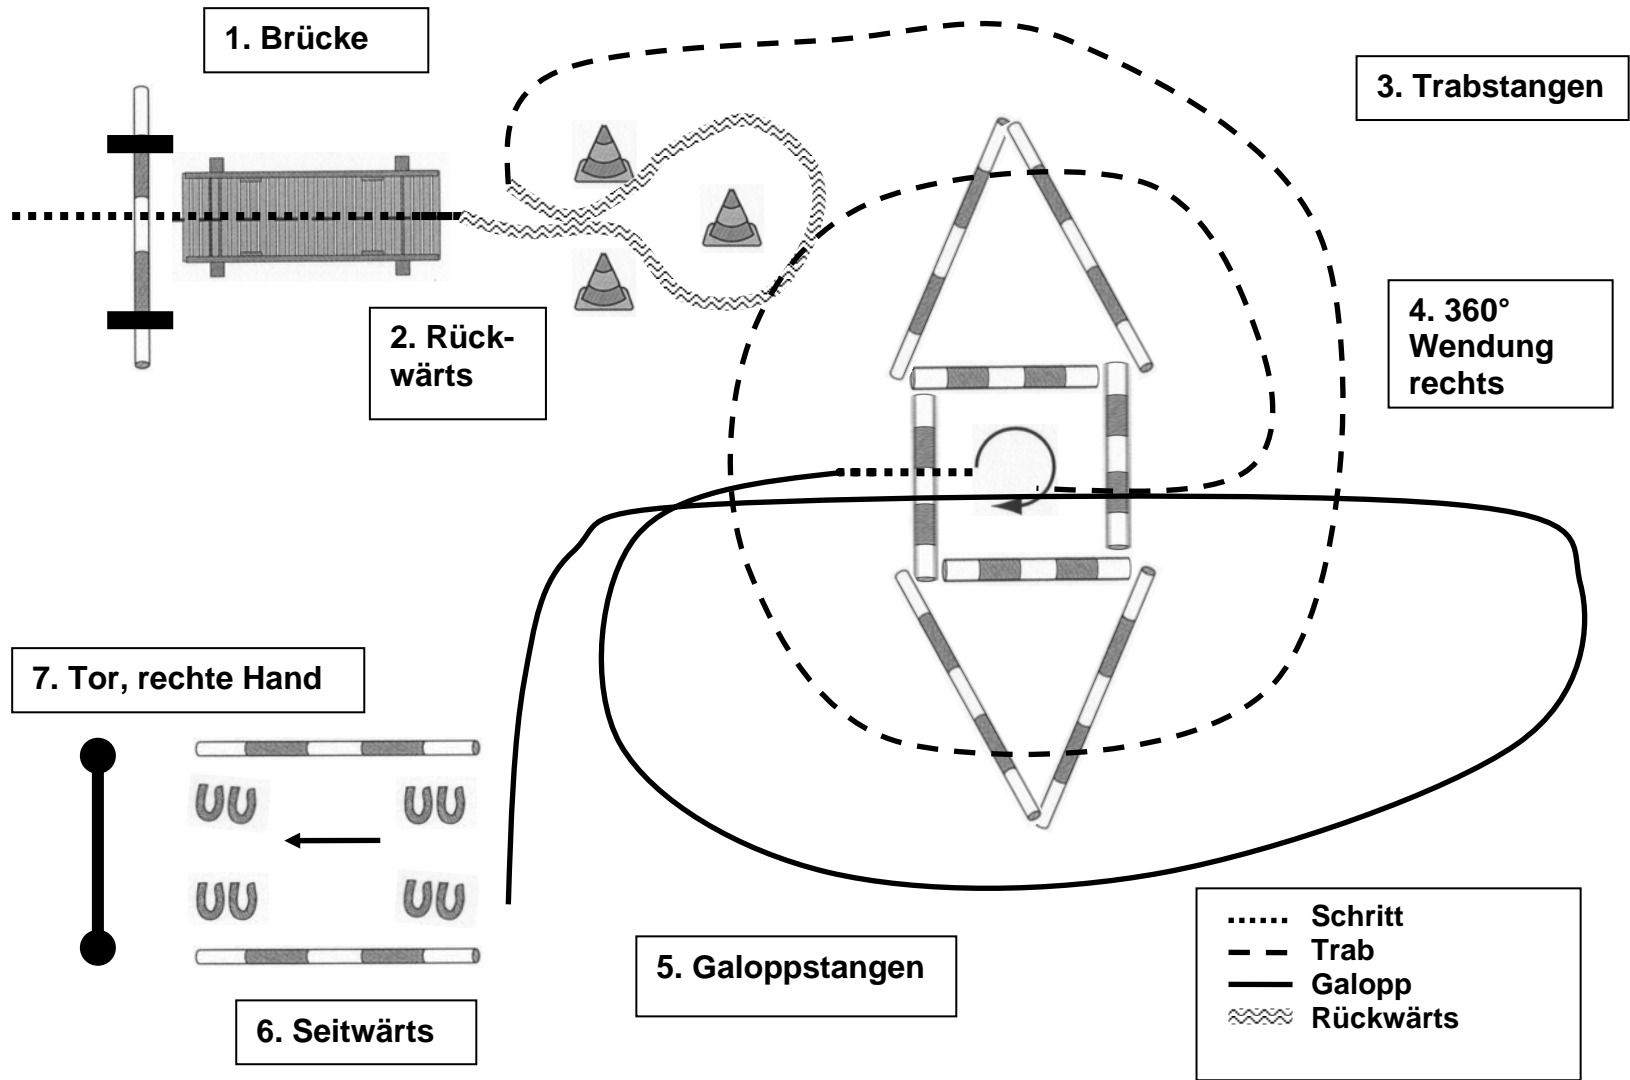 1. Brücke
2. Rück-
wärts
3. Trabstangen
4. 360°
Wendung
rechts
5. Galoppstangen
6. Seitwärts
7. Tor, rechte Hand
Schritt
Trab
Galopp
Rückwärts